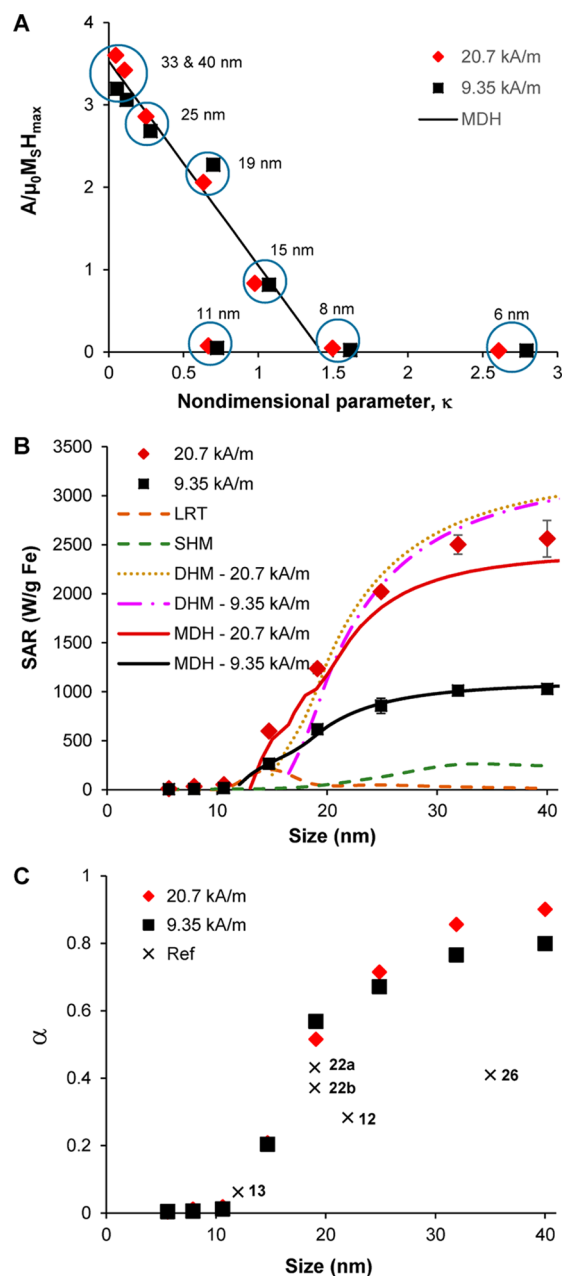 A
A/μ₀MₛHₘₐₓ
4
3
2
1
0
33 & 40 nm
25 nm
19 nm
15 nm
11 nm
8 nm
6 nm
20.7 kA/m
9.35 kA/m
MDH
0 0.5 1 1.5 2 2.5 3
Nondimensional parameter, κ
B
SAR (W/g Fe)
3500
3000
2500
2000
1500
1000
500
0
20.7 kA/m
9.35 kA/m
LRT
SHM
DHM - 20.7 kA/m
DHM - 9.35 kA/m
MDH - 20.7 kA/m
MDH - 9.35 kA/m
0 10 20 30 40
Size (nm)
C
α
1
0.8
0.6
0.4
0.2
0
20.7 kA/m
9.35 kA/m
Ref
22a
22b
26
12
13
0 10 20 30 40
Size (nm)